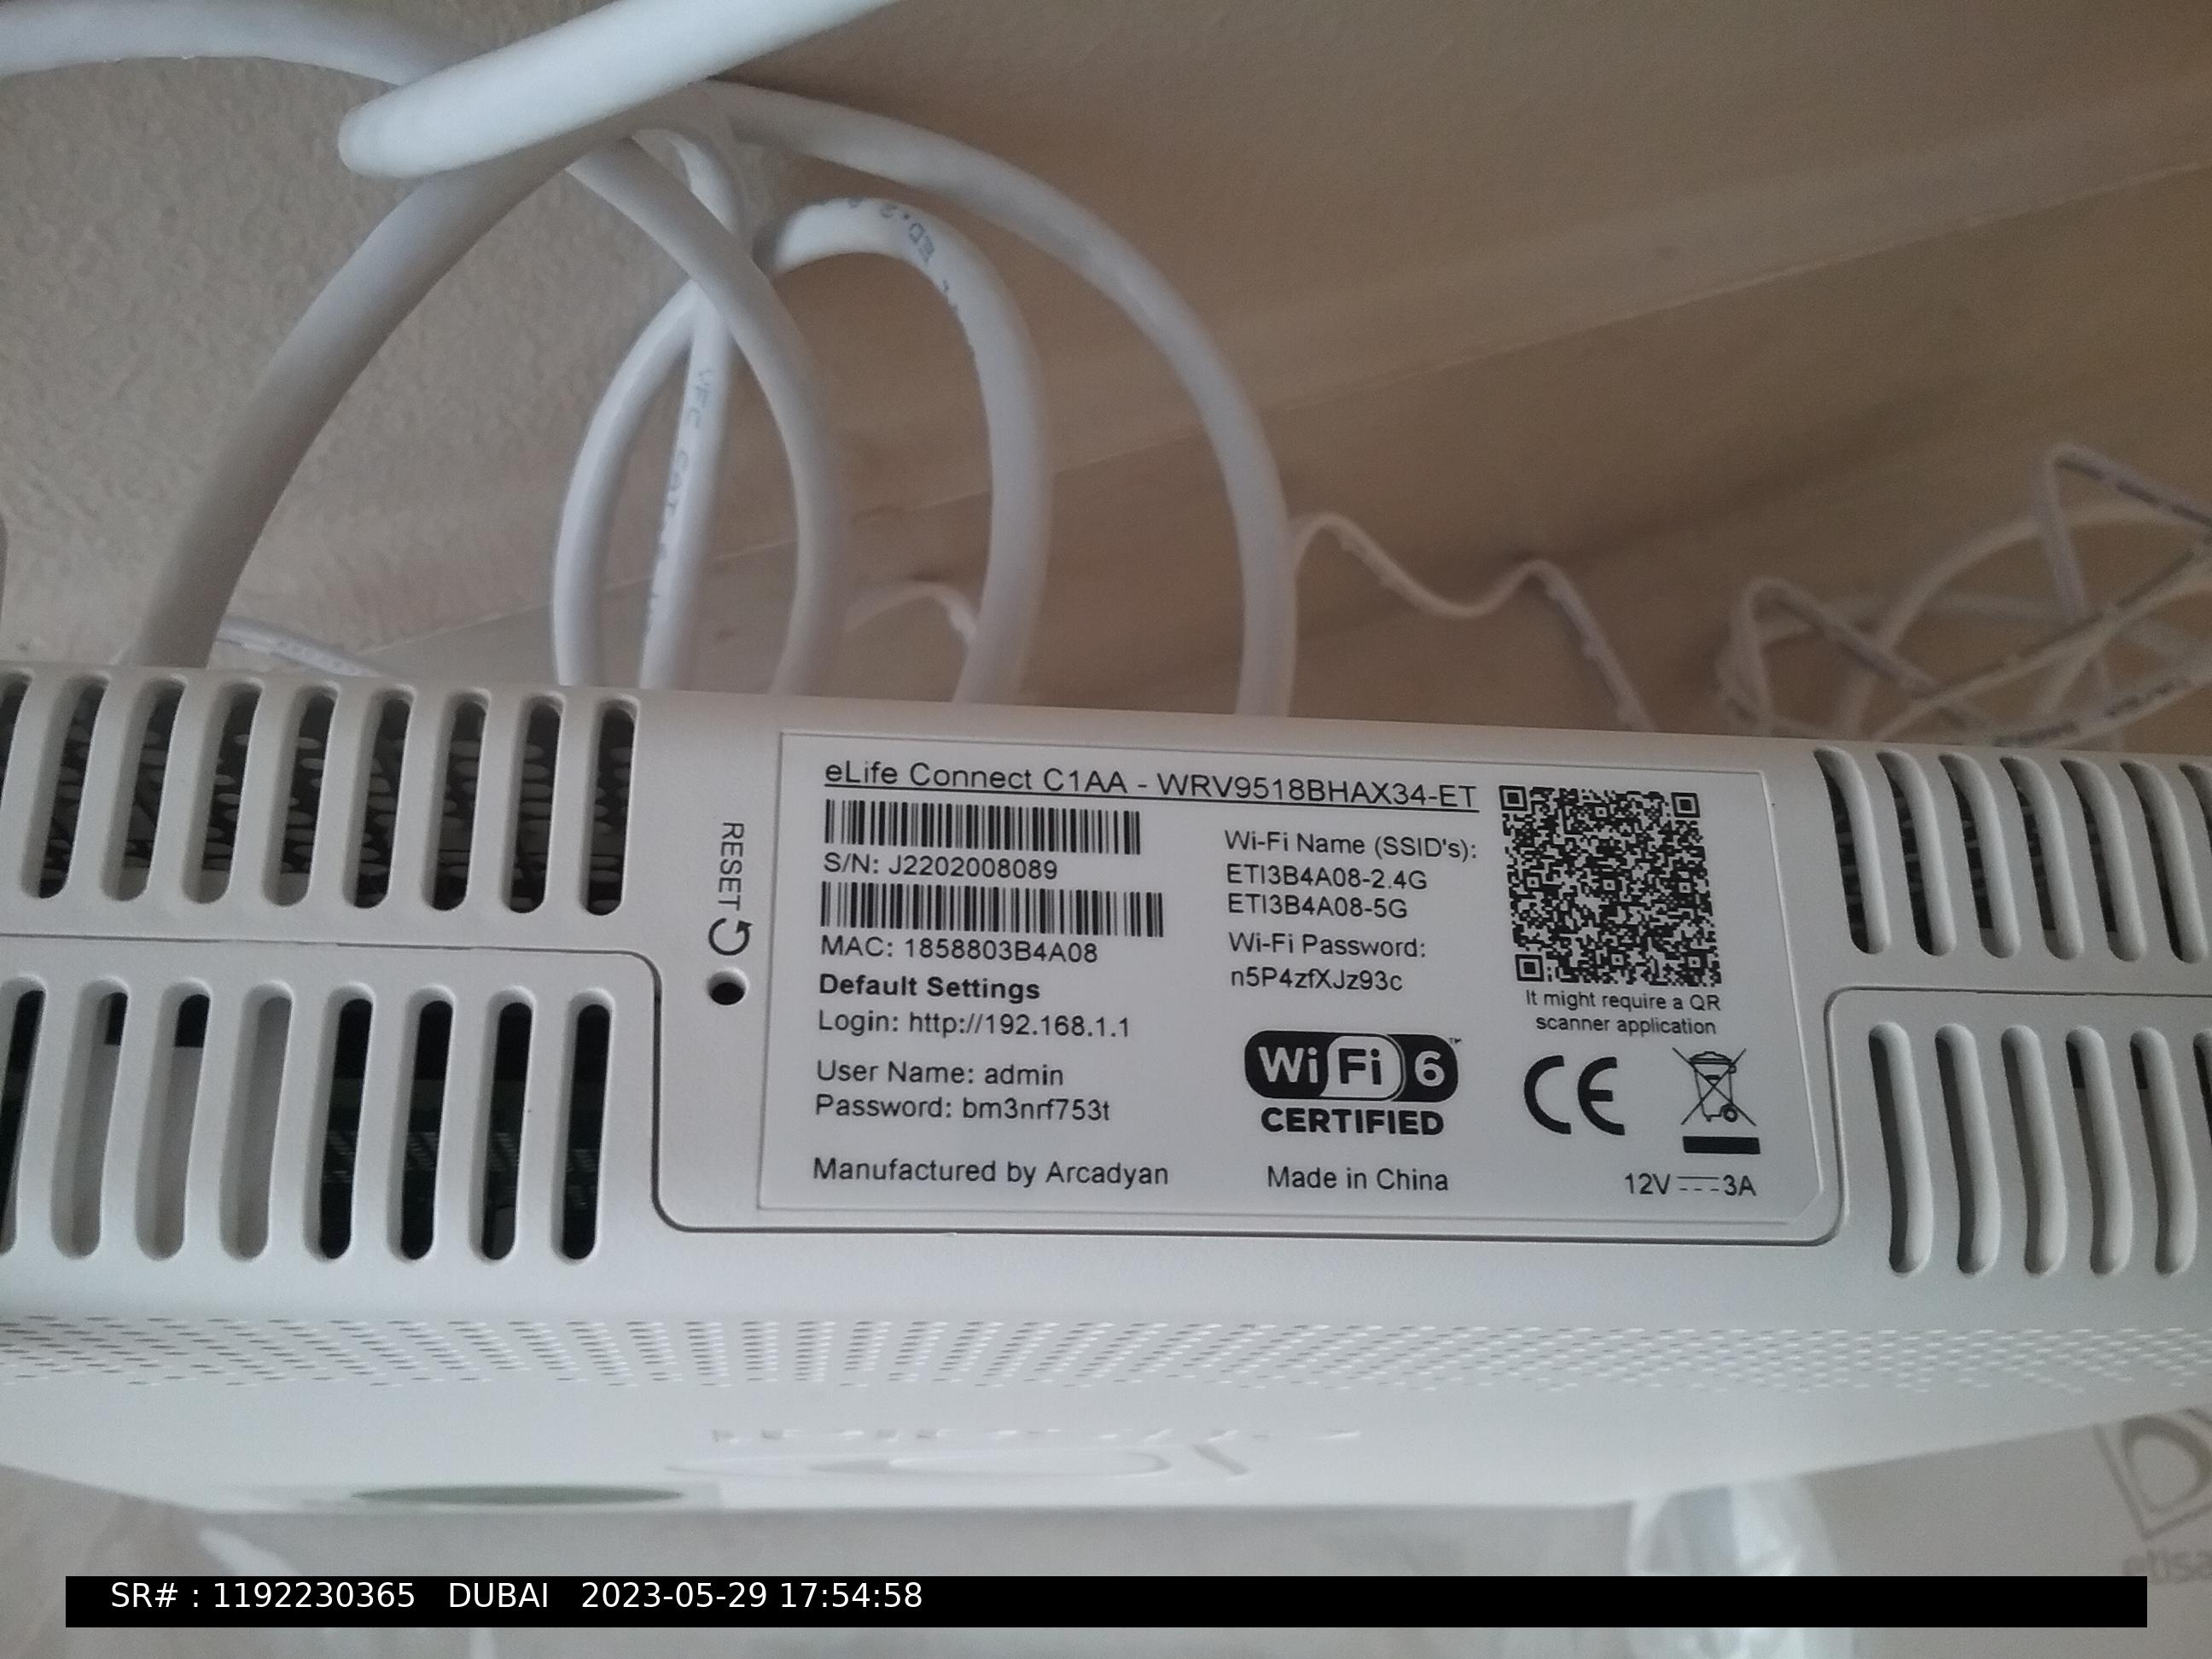 RESET
eLife Connect C1AA - WRV9518BHAX34-ET
S/N: J2202008089
MAC: 1858803B4A08
Default Settings
Login: http://192.168.1.1
User Name: admin
Password: bm3nrf753t
Manufactured by Arcadyan
Wi-Fi Name (SSID's):
ETI3B4A08-2.4G
ETI3B4A08-5G
Wi-Fi Password:
n5P4zfXJz93c
WiFi 6™
CERTIFIED
Made in China
It might require a QR
scanner application
CE
12V 3A
SR# : 1192230365 DUBAI 2023-05-29 17:54:58